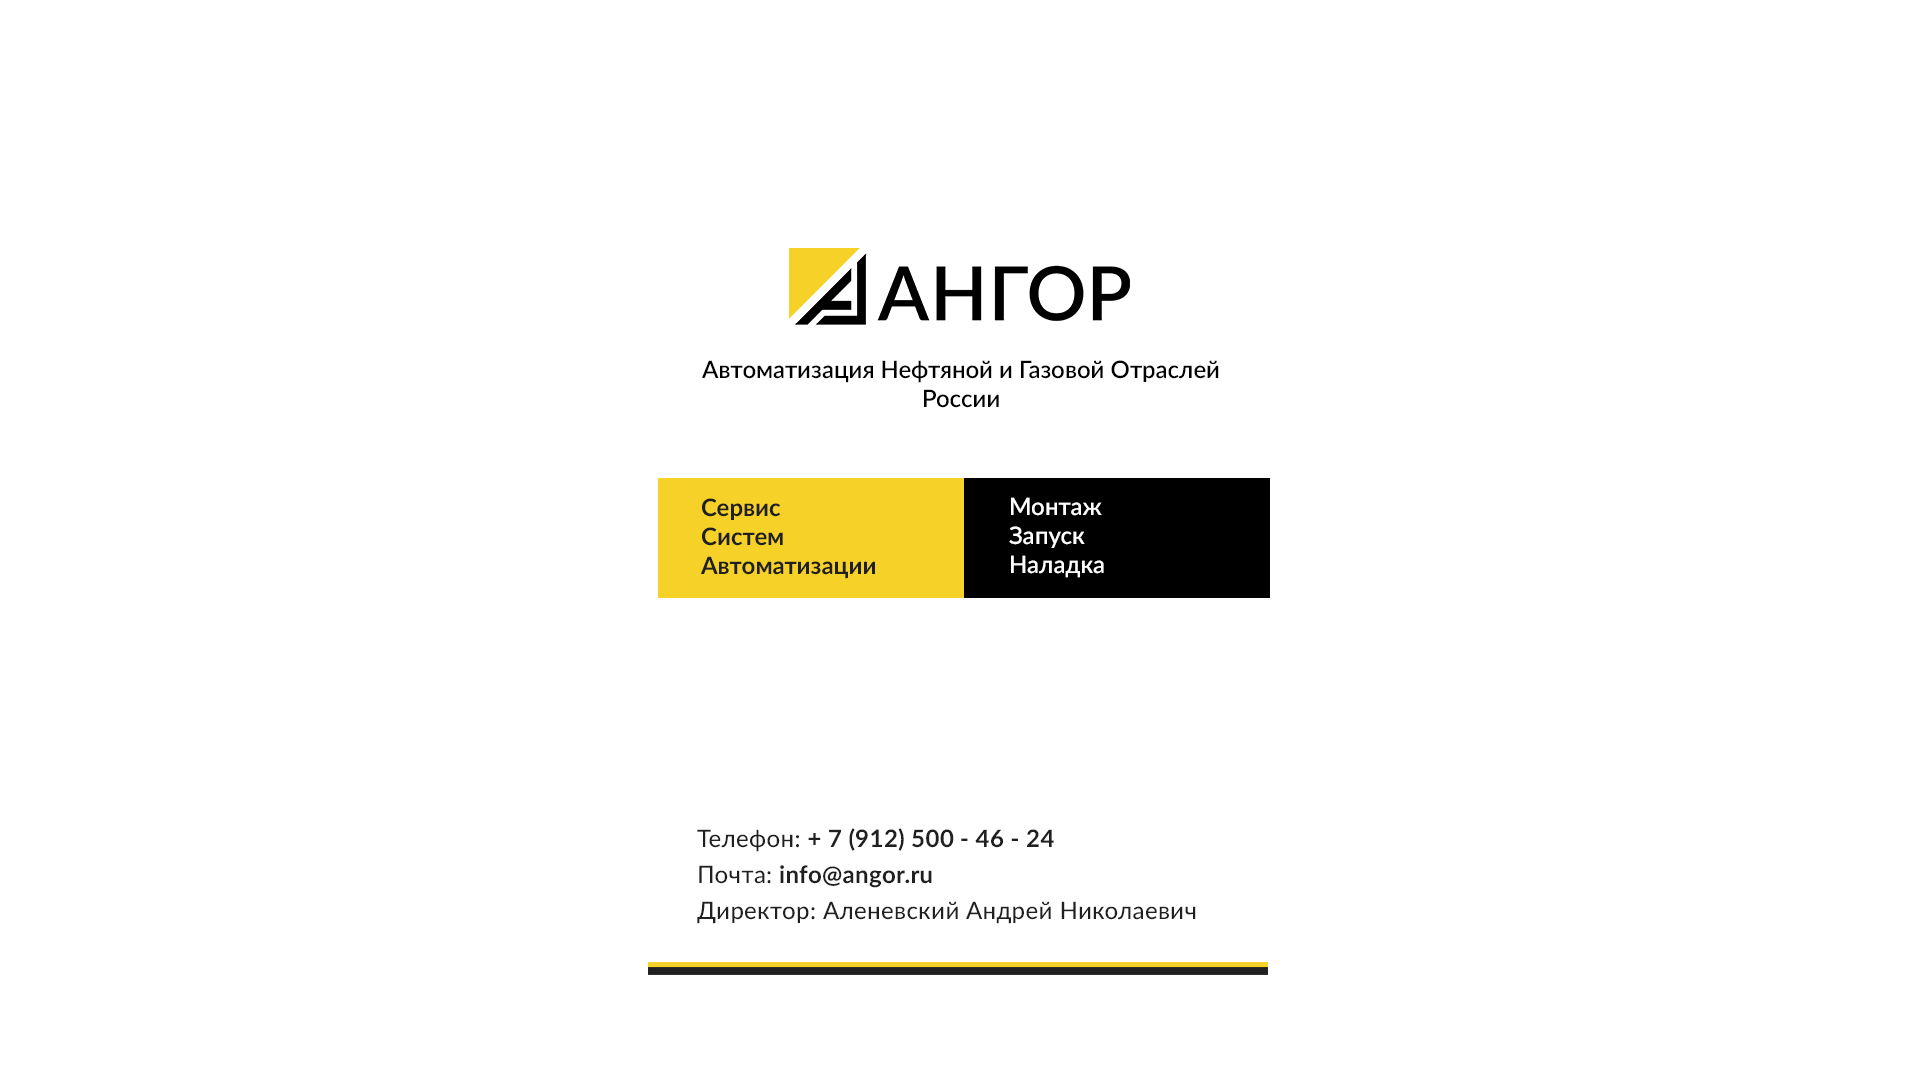 АНГОР
Автоматизация Нефтяной и Газовой Отраслей
России
Сервис
Систем
Автоматизации
Монтаж
Запуск
Наладка
Телефон: + 7 (912) 500 - 46 - 24
Почта: info@angor.ru
Директор: Аленевский Андрей Николаевич